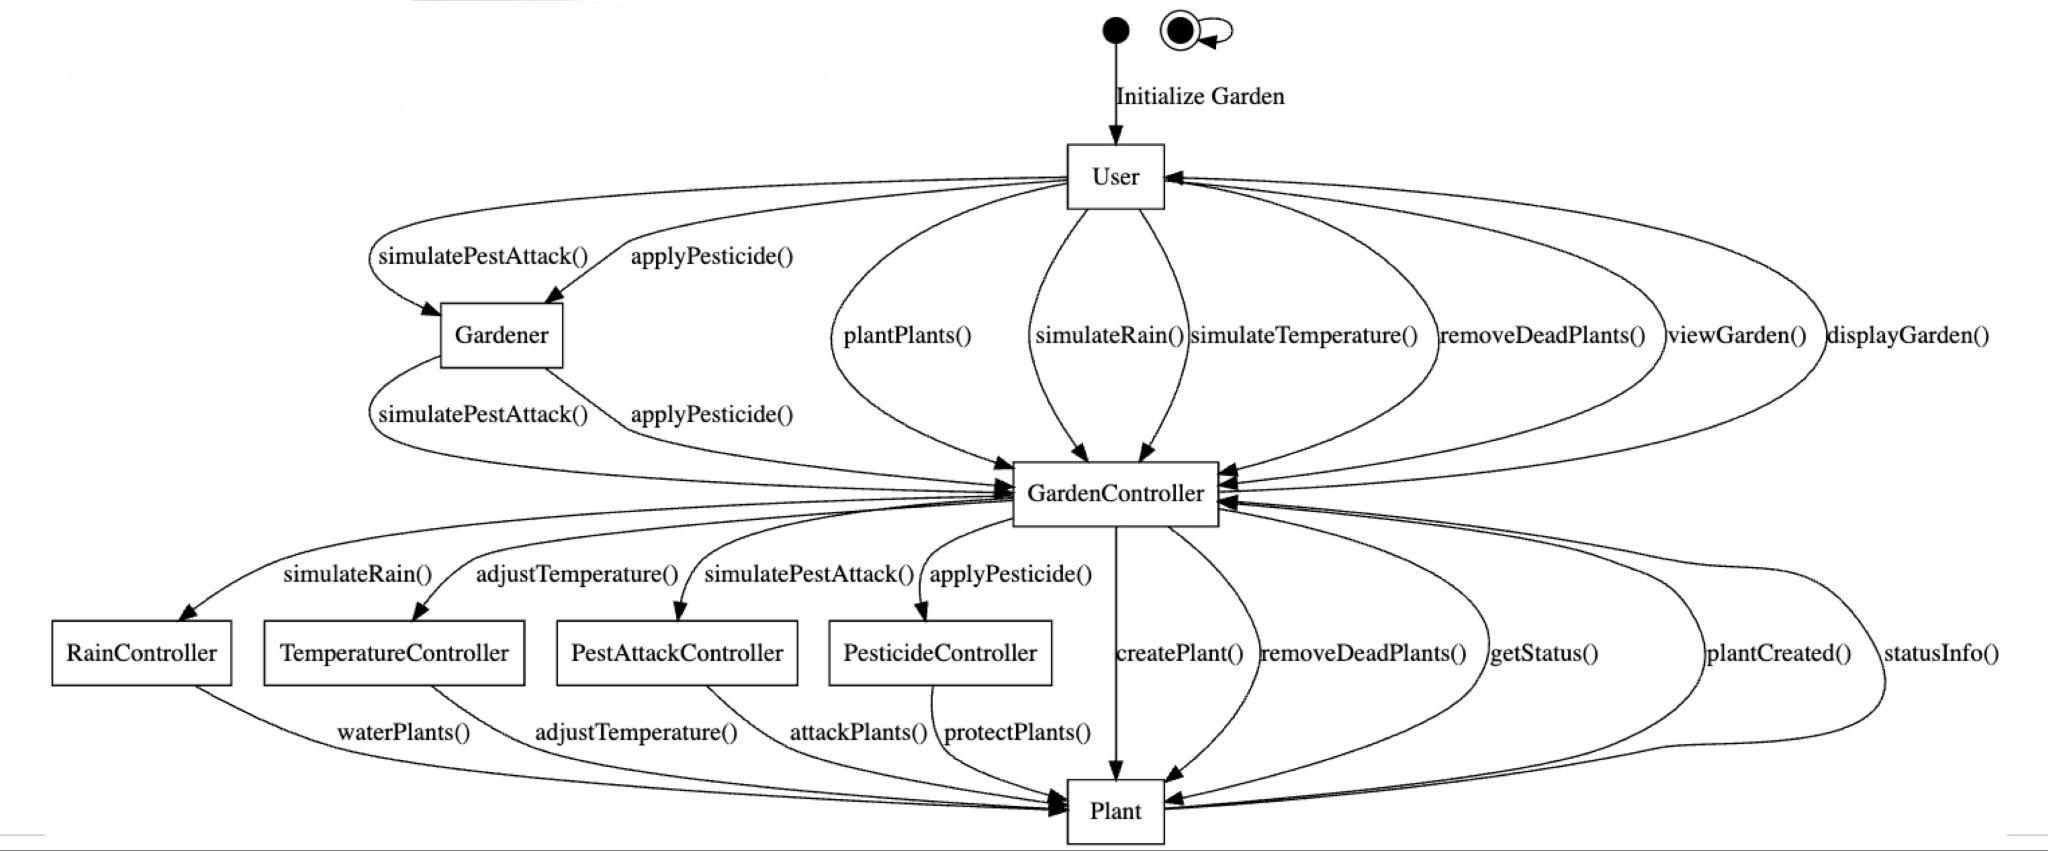 Initialize Garden
User
simulatePestAttack()
applyPesticide()
Gardener
plantPlants()
simulateRain()
simulateTemperature()
removeDeadPlants()
viewGarden()
displayGarden()
simulatePestAttack()
applyPesticide()
GardenController
simulateRain()
adjustTemperature()
simulatePestAttack()
applyPesticide()
RainController
TemperatureController
PestAttackController
PesticideController
createPlant()
removeDeadPlants()
getStatus()
plantCreated()
statusInfo()
waterPlants()
adjustTemperature()
attackPlants()
protectPlants()
Plant